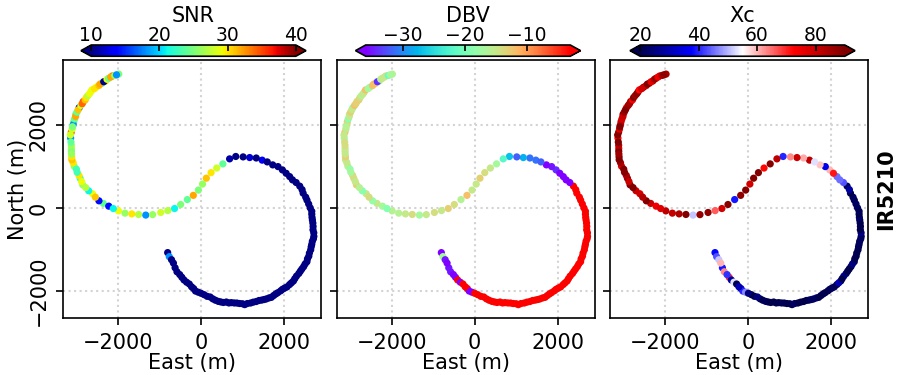 SNR DBV Xc
10 20 30 40 −30 −20 −10 20 40 60 80
North (m)
2000
0
−2000
IR5210
−2000 0 2000 −2000 0 2000 −2000 0 2000
East (m) East (m) East (m)